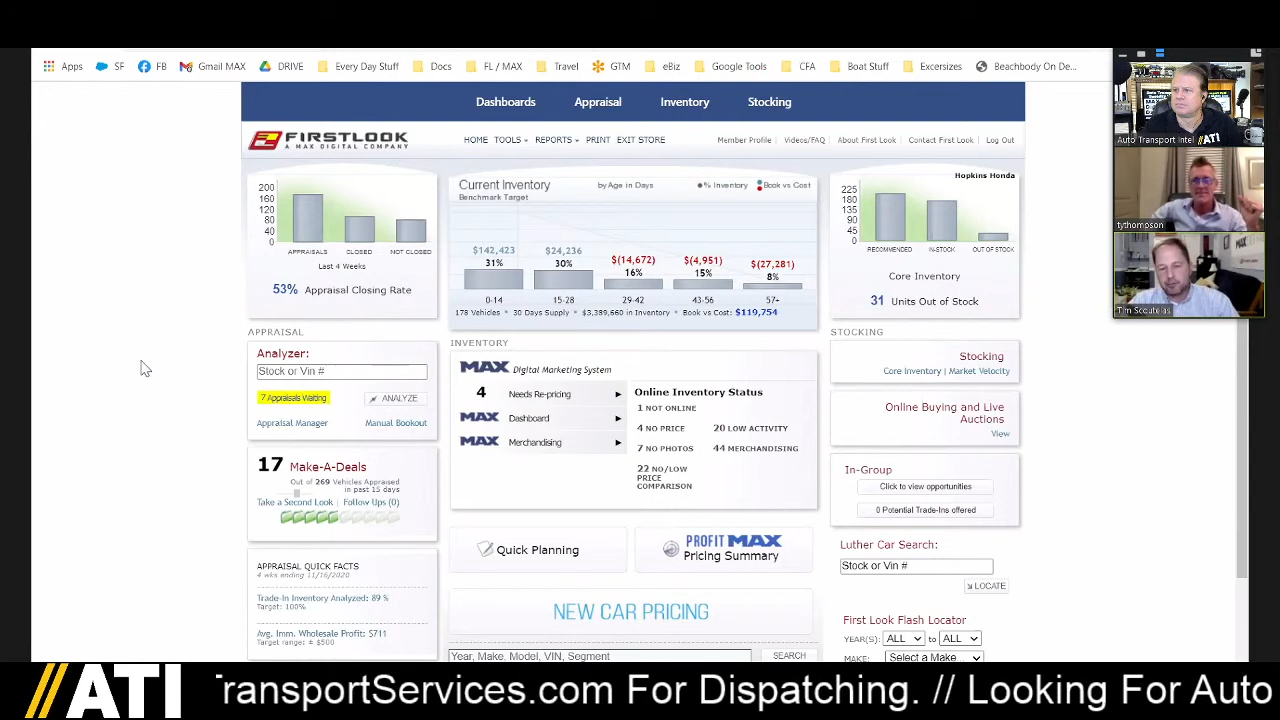 Apps SF FB Gmail MAX DRIVE Every Day Stuff Docs FL / MAX Travel GTM eBiz Google Tools CFA Boat Stuff Excersizes Beachbody On De...
Dashboards Appraisal Inventory Stocking
FIRSTLOOK
A MAX DIGITAL COMPANY
HOME TOOLS REPORTS PRINT EXIT STORE
Member Profile Videos/FAQ About First Look Contact First Look Log Out
Auto Transport Intel
ATI
tythompson
Tim Scoutelas
Hopkins Honda
200
160
120
80
40
0
APPRAISALS CLOSED NOT CLOSED
Last 4 Weeks
53% Appraisal Closing Rate
Current Inventory by Age in Days % Inventory Book vs Cost
Benchmark Target
$142,423 $24,236 $(14,672) $(4,951) $(27,281)
31% 30% 16% 15% 8%
0-14 15-28 29-42 43-56 57+
178 Vehicles 30 Days Supply $3,389,660 in Inventory Book vs Cost: $119,754
225
180
135
90
45
0
RECOMMENDED IN-STOCK OUT OF STOCK
Core Inventory
31 Units Out of Stock
APPRAISAL
Analyzer:
Stock or Vin #
7 Appraisals Waiting ANALYZE
Appraisal Manager Manual Bookout
17 Make-A-Deals
Out of 269 Vehicles Appraised
in past 15 days
Take a Second Look | Follow Ups (0)
APPRAISAL QUICK FACTS
4 wks ending 11/16/2020
Trade-In Inventory Analyzed: 89 %
Target: 100%
Avg. Imm. Wholesale Profit: $711
Target range: ± $500
INVENTORY
MAX Digital Marketing System
4 Needs Re-pricing
MAX Dashboard
MAX Merchandising
Online Inventory Status
1 NOT ONLINE
4 NO PRICE 20 LOW ACTIVITY
7 NO PHOTOS 44 MERCHANDISING
22 NO/LOW
PRICE
COMPARISON
Quick Planning
PROFIT MAX
Pricing Summary
NEW CAR PRICING
Year, Make, Model, VIN, Segment SEARCH
STOCKING
Stocking
Core Inventory | Market Velocity
Online Buying and Live
Auctions
View
In-Group
Click to view opportunities
0 Potential Trade-Ins offered
Luther Car Search:
Stock or Vin #
LOCATE
First Look Flash Locator
YEAR(S): ALL to ALL
MAKE: Select a Make...
//ATI TransportServices.com For Dispatching. // Looking For Auto